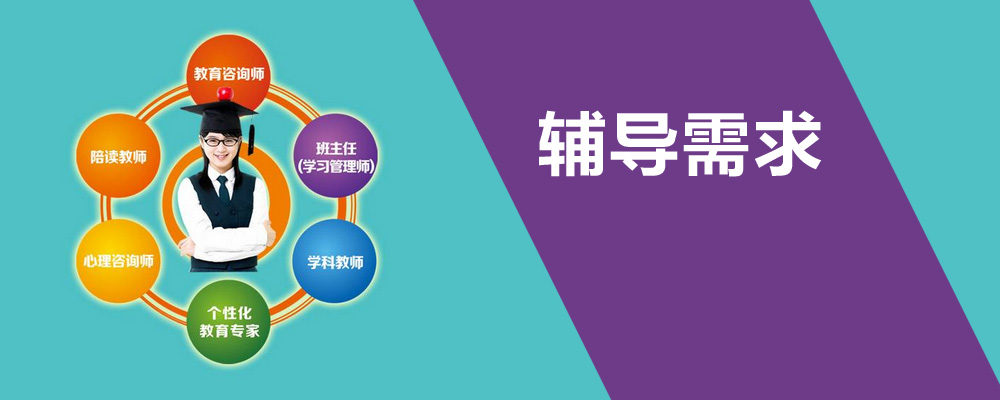 教育咨询师
陪读教师
班主任
(学习管理师)
心理咨询师
学科教师
个性化
教育专家
辅导需求